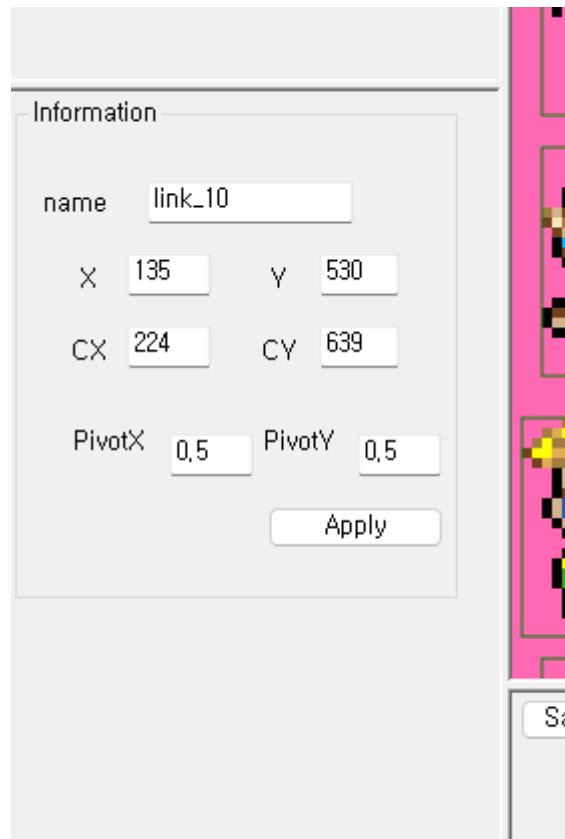 Information
name link_10
X 135 Y 530
CX 224 CY 639
PivotX 0,5 PivotY 0,5
Apply